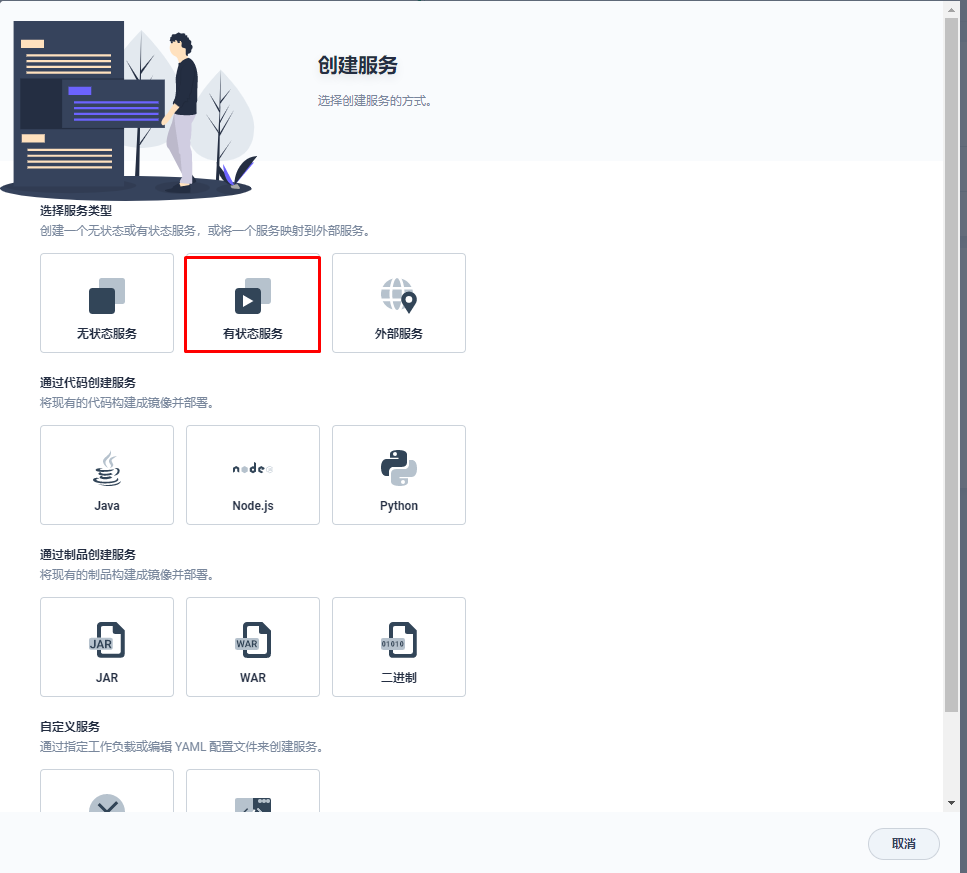 创建服务
选择创建服务的方式。
选择服务类型
创建一个无状态或有状态服务，或将一个服务映射到外部服务。
无状态服务
有状态服务
外部服务
通过代码创建服务
将现有的代码构建成镜像并部署。
node
Java
Node.js
Python
通过制品创建服务
将现有的制品构建成镜像并部署。
JAR
WAR
01010
JAR
WAR
二进制
自定义服务
通过指定工作负载或编辑 YAML 配置文件来创建服务。
取消